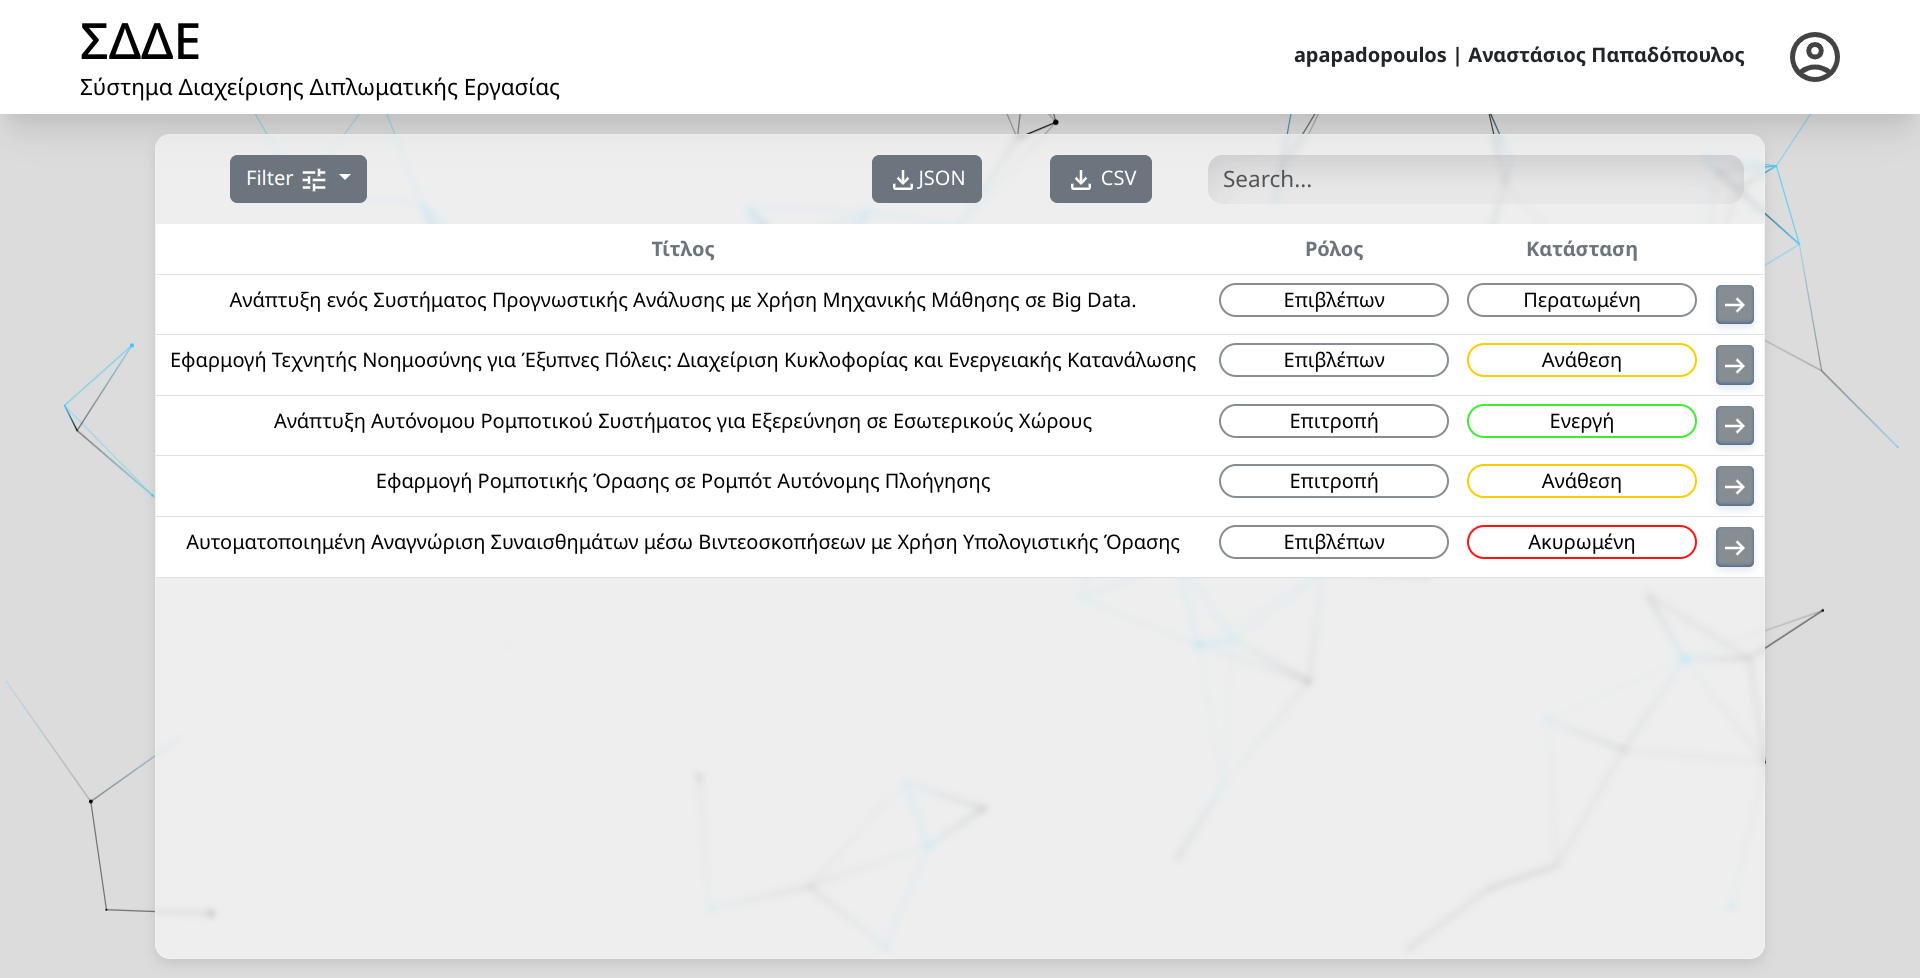 ΣΔΔΕ
Σύστημα Διαχείρισης Διπλωματικής Εργασίας
apapadopoulos | Αναστάσιος Παπαδόπουλος
Filter JSON CSV Search...
Τίτλος Ρόλος Κατάσταση
Ανάπτυξη ενός Συστήματος Προγνωστικής Ανάλυσης με Χρήση Μηχανικής Μάθησης σε Big Data. Επιβλέπων Περατωμένη
Εφαρμογή Τεχνητής Νοημοσύνης για Έξυπνες Πόλεις: Διαχείριση Κυκλοφορίας και Ενεργειακής Κατανάλωσης Επιβλέπων Ανάθεση
Ανάπτυξη Αυτόνομου Ρομποτικού Συστήματος για Εξερεύνηση σε Εσωτερικούς Χώρους Επιτροπή Ενεργή
Εφαρμογή Ρομποτικής Όρασης σε Ρομπότ Αυτόνομης Πλοήγησης Επιτροπή Ανάθεση
Αυτοματοποιημένη Αναγνώριση Συναισθημάτων μέσω Βιντεοσκοπήσεων με Χρήση Υπολογιστικής Όρασης Επιβλέπων Ακυρωμένη